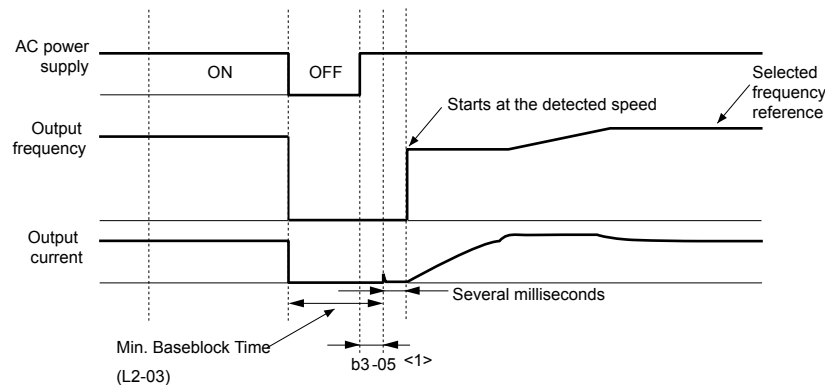 AC power
supply
ON
OFF
Selected
frequency
reference
Starts at the detected speed
Output
frequency
Output
current
Several milliseconds
Min. Baseblock Time
(L2-03)
b3-05 <1>